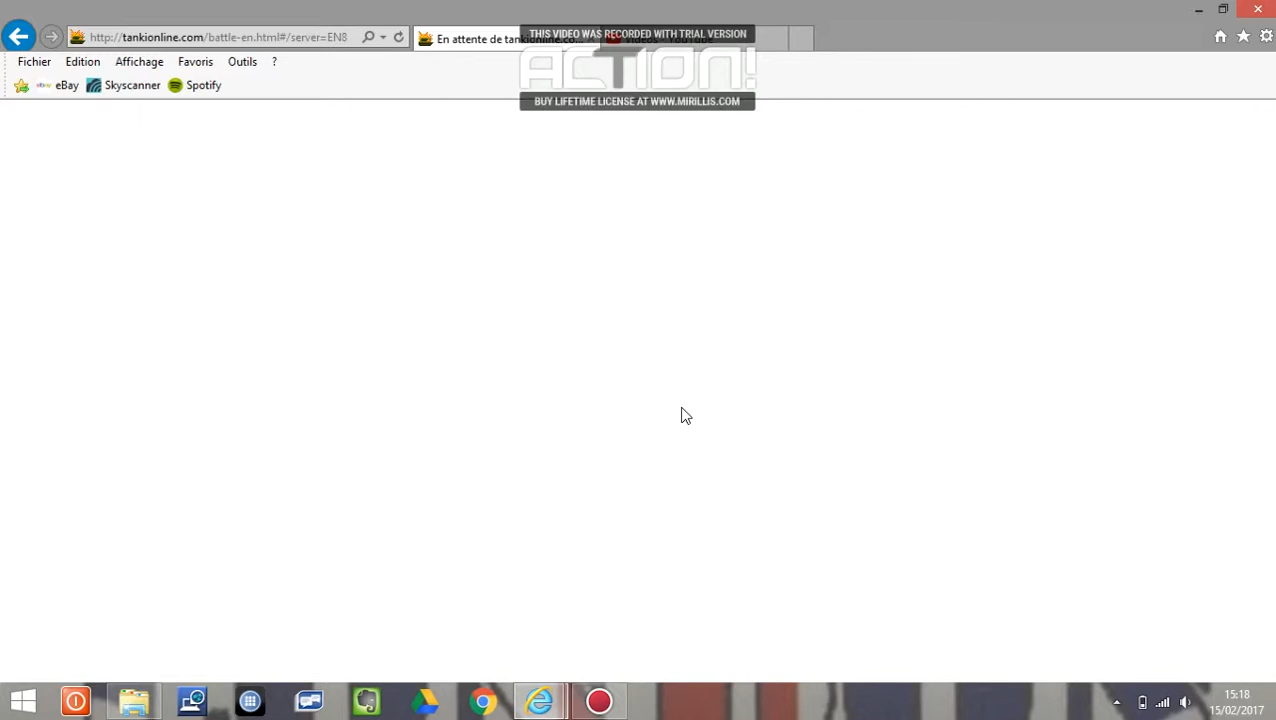 THIS VIDEO WAS RECORDED WITH TRIAL VERSION
http://tankionline.com/battle-en.html#/server=EN8
En attente de tankionline.co...
ACTION!
Fichier Edition Affichage Favoris Outils ?
eBay Skyscanner Spotify
BUY LIFETIME LICENSE AT WWW.MIRILLIS.COM
15:18
15/02/2017